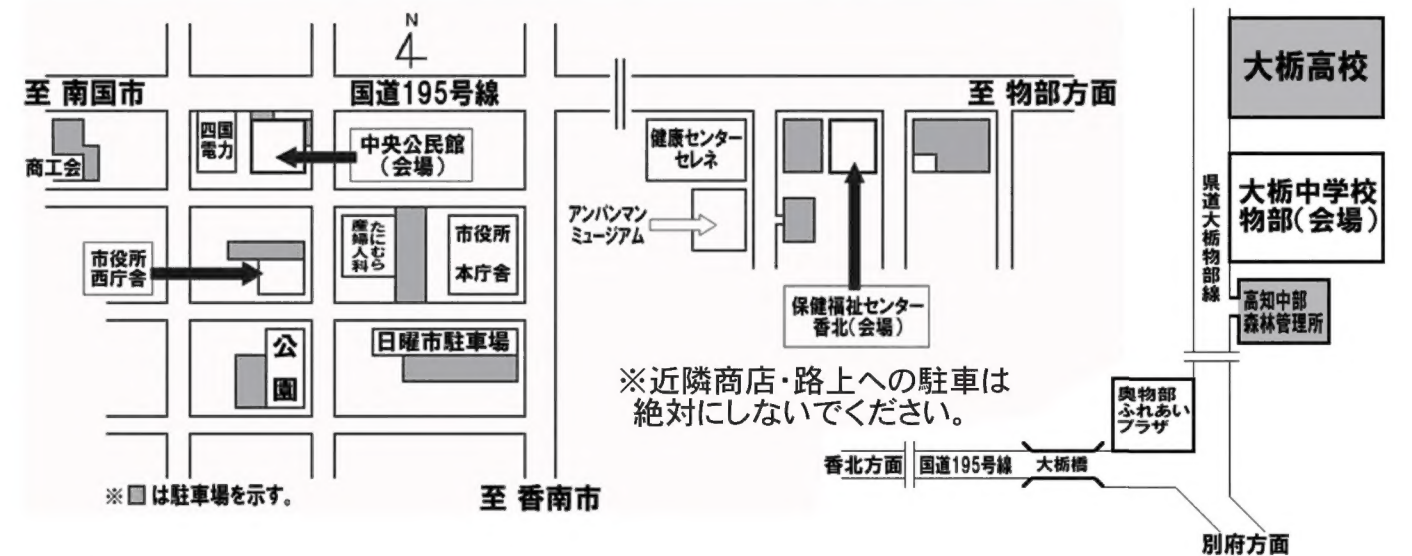 N
至 南国市
国道195号線
至 物部方面
商工会
四国
電力
中央公民館
(会場)
健康センター
セレネ
アンパンマン
ミュージアム
市役所
西庁舎
たにむら
産婦人科
市役所
本庁舎
保健福祉センター
香北(会場)
公
園
日曜市駐車場
※近隣商店・路上への駐車は
絶対にしないでください。
※□は駐車場を示す。
至 香南市
大栃高校
県道大栃物部線
大栃中学校
物部(会場)
高知中部
森林管理所
奥物部
ふれあい
プラザ
香北方面
国道195号線
大栃橋
別府方面